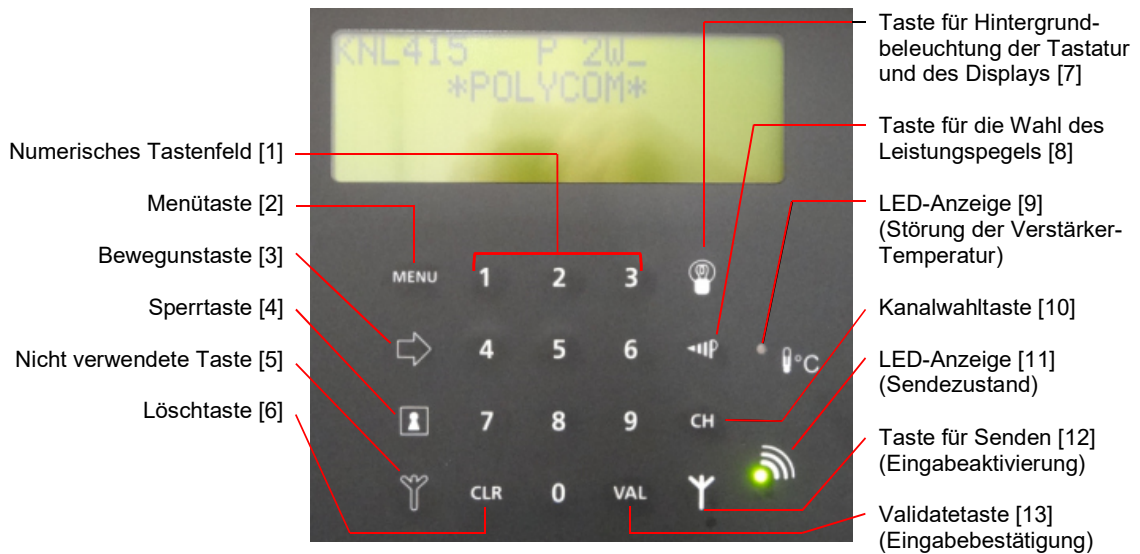 KNL415 P 2W_
*POLYCOM*
Numerisches Tastenfeld [1]
Menütaste [2]
Bewegunstaste [3]
Sperrtaste [4]
Nicht verwendete Taste [5]
Löschtaste [6]
MENU 1 2 3
4 5 6 P °C
7 8 9 CH
CLR 0 VAL
Taste für Hintergrund-
beleuchtung der Tastatur
und des Displays [7]
Taste für die Wahl des
Leistungspegels [8]
LED-Anzeige [9]
(Störung der Verstärker-
Temperatur)
Kanalwahltaste [10]
LED-Anzeige [11]
(Sendezustand)
Taste für Senden [12]
(Eingabeaktivierung)
Validatetaste [13]
(Eingabebestätigung)